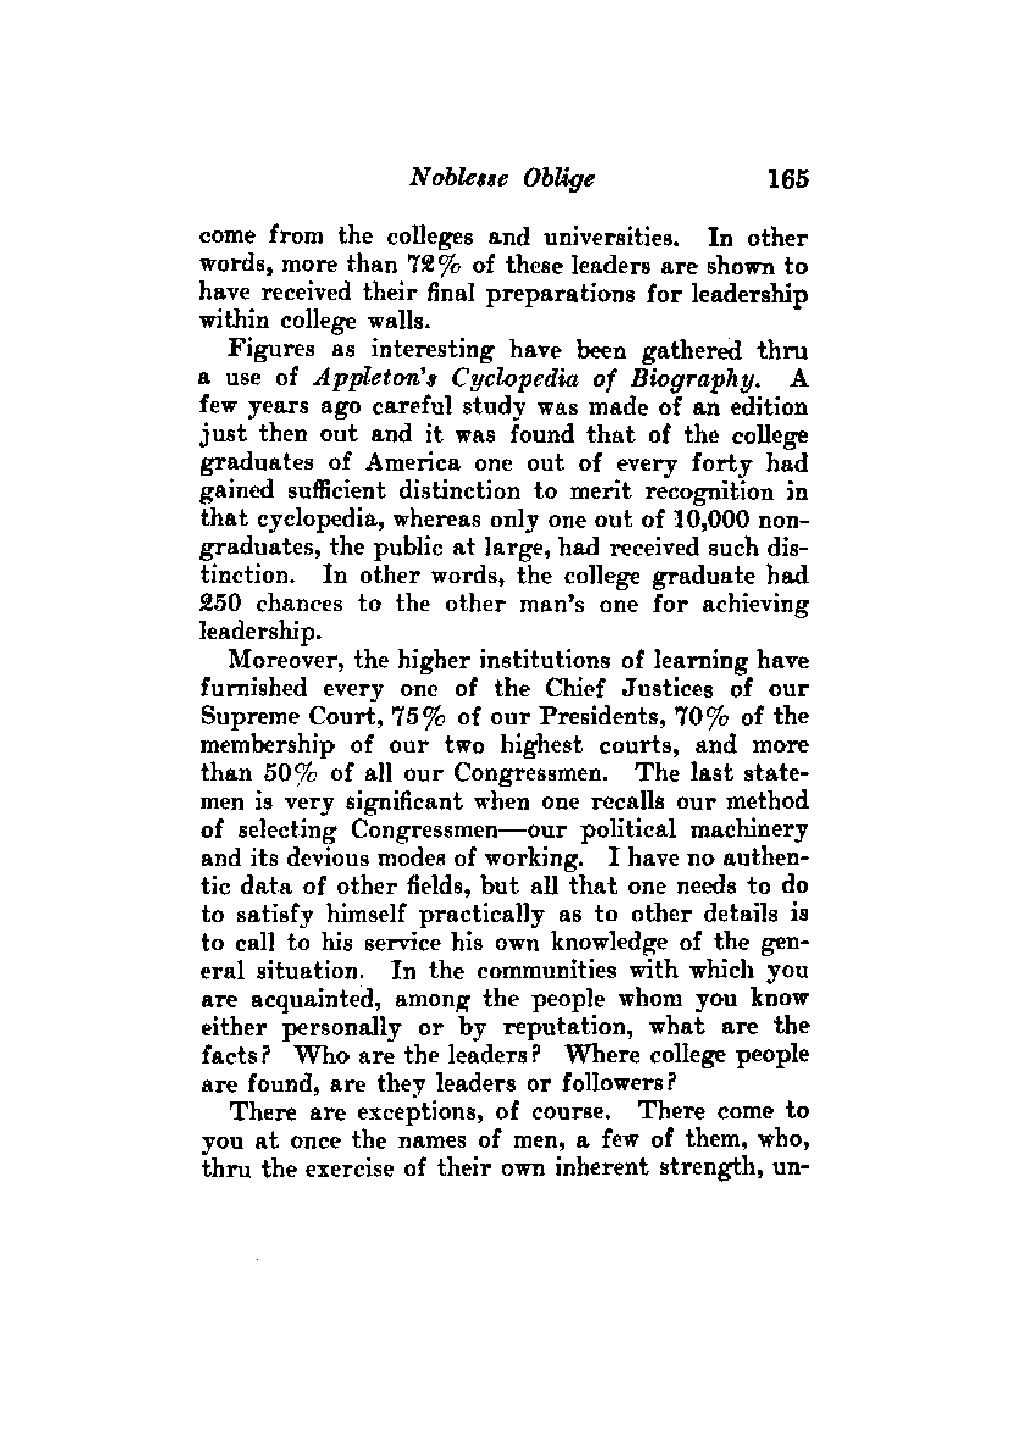 Noblesse Oblige 165
come from the colleges and universities. In other
words, more than 72% of these leaders are shown to
have received their final preparations for leadership
within college walls.
Figures as interesting have been gathered thru
a use of Appleton's Cyclopedia of Biography. A
few years ago careful study was made of an edition
just then out and it was found that of the college
graduates of America one out of every forty had
gained sufficient distinction to merit recognition in
that cyclopedia, whereas only one out of 10,000 non-
graduates, the public at large, had received such dis-
tinction. In other words, the college graduate had
250 chances to the other man's one for achieving
leadership.
Moreover, the higher institutions of learning have
furnished every one of the Chief Justices of our
Supreme Court, 75% of our Presidents, 70% of the
membership of our two highest courts, and more
than 50% of all our Congressmen. The last state-
men is very significant when one recalls our method
of selecting Congressmen—our political machinery
and its devious modes of working. I have no authen-
tic data of other fields, but all that one needs to do
to satisfy himself practically as to other details is
to call to his service his own knowledge of the gen-
eral situation. In the communities with which you
are acquainted, among the people whom you know
either personally or by reputation, what are the
facts? Who are the leaders? Where college people
are found, are they leaders or followers?
There are exceptions, of course. There come to
you at once the names of men, a few of them, who,
thru the exercise of their own inherent strength, un-